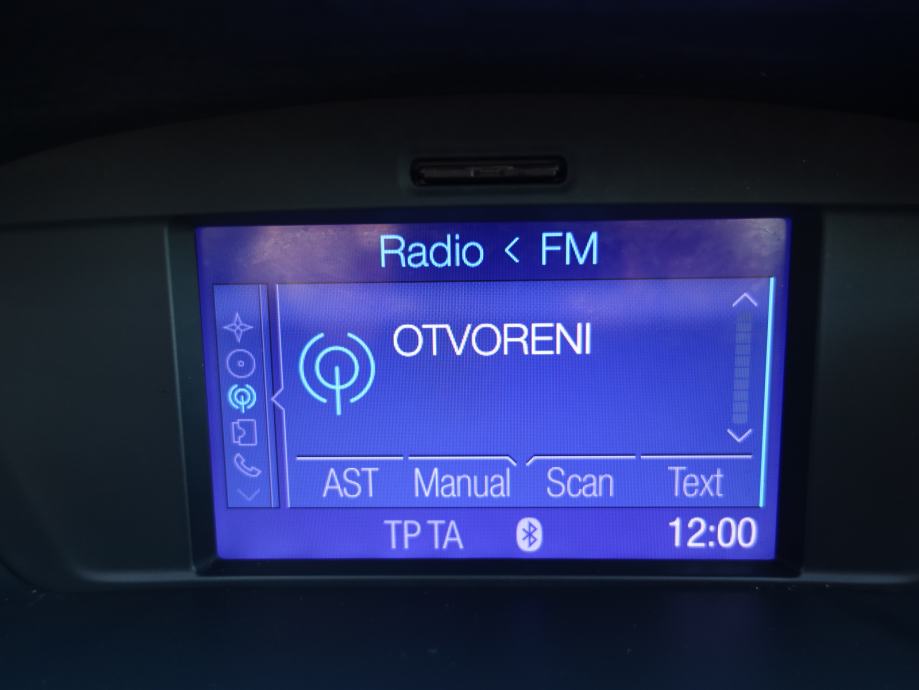 Radio < FM
OTVORENI
AST Manual Scan Text
TP TA 12:00